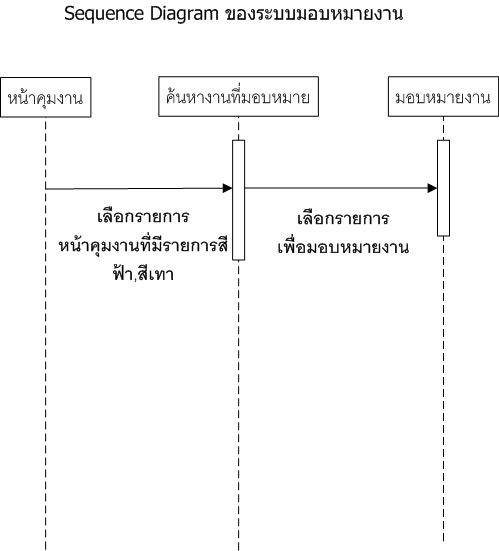 Sequence Diagram ของระบบมอบหมายงาน
หน้าคุมงาน
ค้นหางานที่มอบหมาย
มอบหมายงาน
เลือกรายการ
หน้าคุมงานที่มีรายการสี
ฟ้า,สีเทา
เลือกรายการ
เพื่อมอบหมายงาน